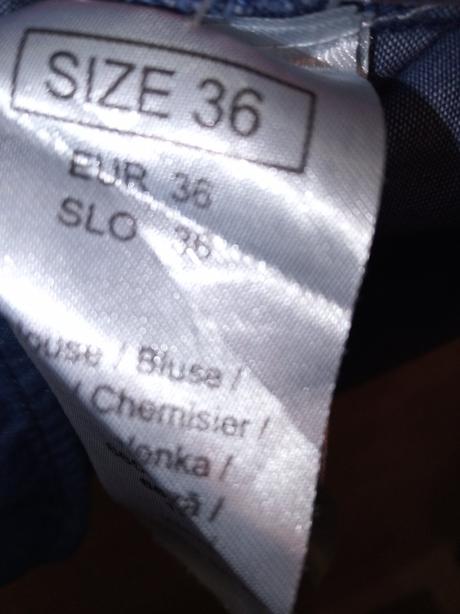 SIZE 36
EUR 36
SLO 36
/ Blusa /
/ Chemisier /
/
/